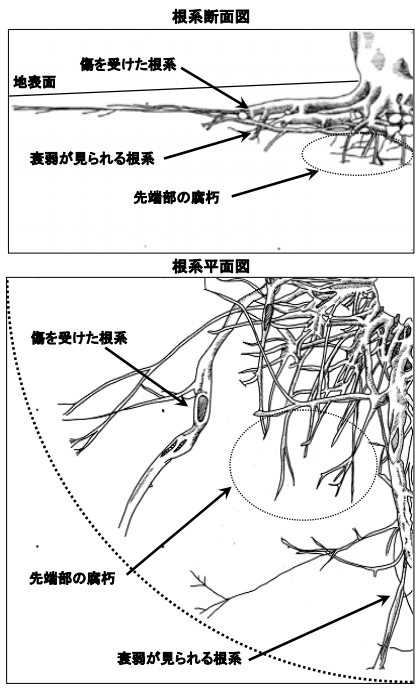 根系断面図
傷を受けた根系
地表面
衰弱が見られる根系
先端部の腐朽
根系平面図
傷を受けた根系
先端部の腐朽
衰弱が見られる根系